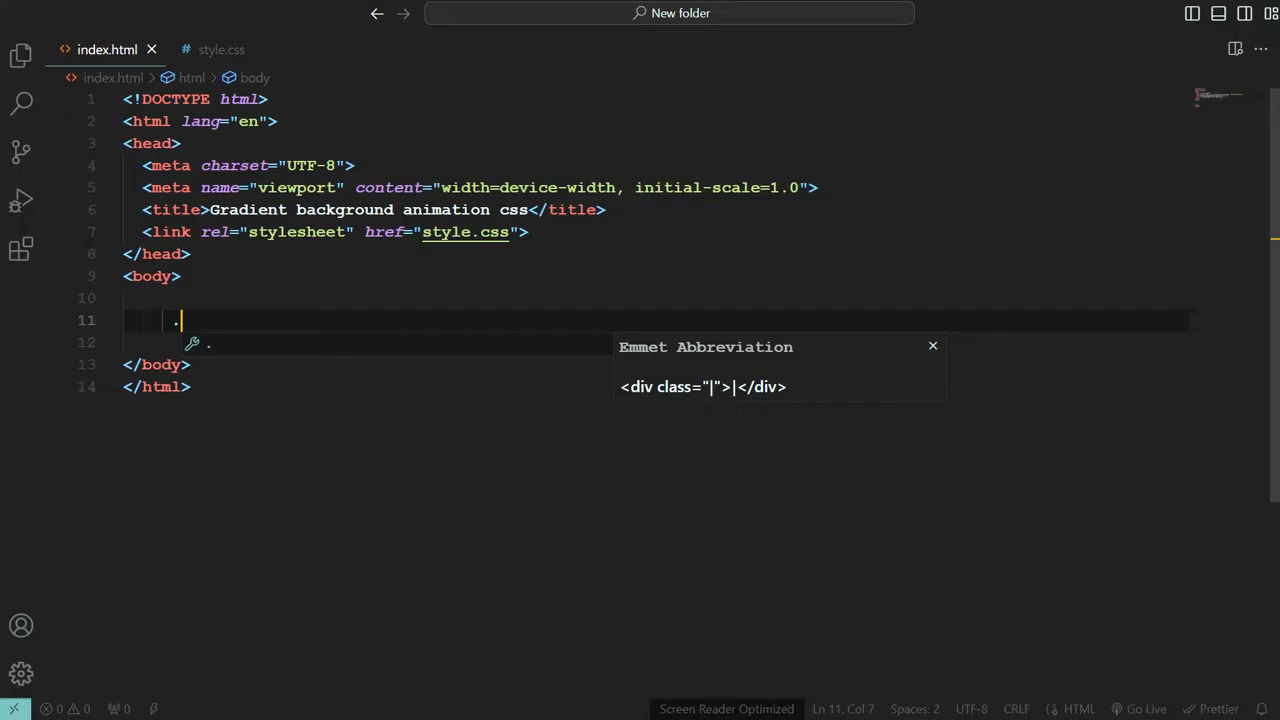 New folder
index.html
# style.css
index.html > html > body
1 <!DOCTYPE html>
2 <html lang="en">
3 <head>
4 <meta charset="UTF-8">
5 <meta name="viewport" content="width=device-width, initial-scale=1.0">
6 <title>Gradient background animation css</title>
7 <link rel="stylesheet" href="style.css">
8 </head>
9 <body>
10
11 .
12 .
Emmet Abbreviation
<div class="|">|</div>
13 </body>
14 </html>
0 0 0 Screen Reader Optimized Ln 11, Col 7 Spaces: 2 UTF-8 CRLF HTML Go Live Prettier